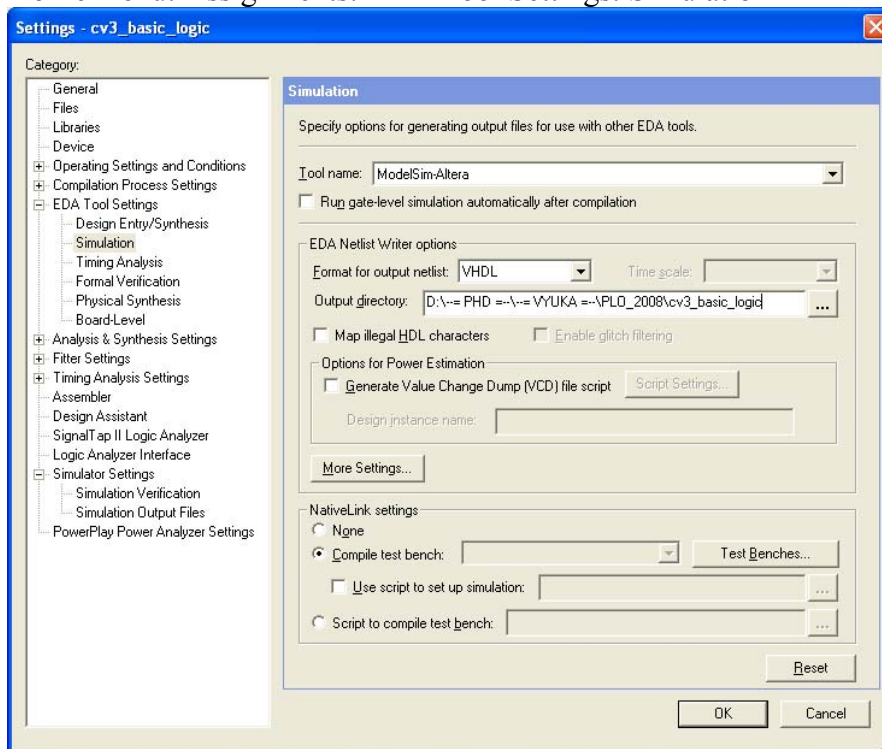 Settings - cv3_basic_logic
Category:
General
Files
Libraries
Device
Operating Settings and Conditions
Compilation Process Settings
EDA Tool Settings
Design Entry/Synthesis
Simulation
Timing Analysis
Formal Verification
Physical Synthesis
Board-Level
Analysis & Synthesis Settings
Fitter Settings
Timing Analysis Settings
Assembler
Design Assistant
SignalTap II Logic Analyzer
Logic Analyzer Interface
Simulator Settings
Simulation Verification
Simulation Output Files
PowerPlay Power Analyzer Settings
Simulation
Specify options for generating output files for use with other EDA tools.
Tool name: ModelSim-Altera
Run gate-level simulation automatically after compilation
EDA Netlist Writer options
Format for output netlist: VHDL Time scale:
Output directory: D:\--= PHD =--\--= VYUKA =--\PLO_2008\cv3_basic_logic ...
Map illegal HDL characters Enable glitch filtering
Options for Power Estimation
Generate Value Change Dump (VCD) file script Script Settings...
Design instance name:
More Settings...
NativeLink settings
None
Compile test bench: Test Benches...
Use script to set up simulation: ...
Script to compile test bench: ...
Reset
OK Cancel